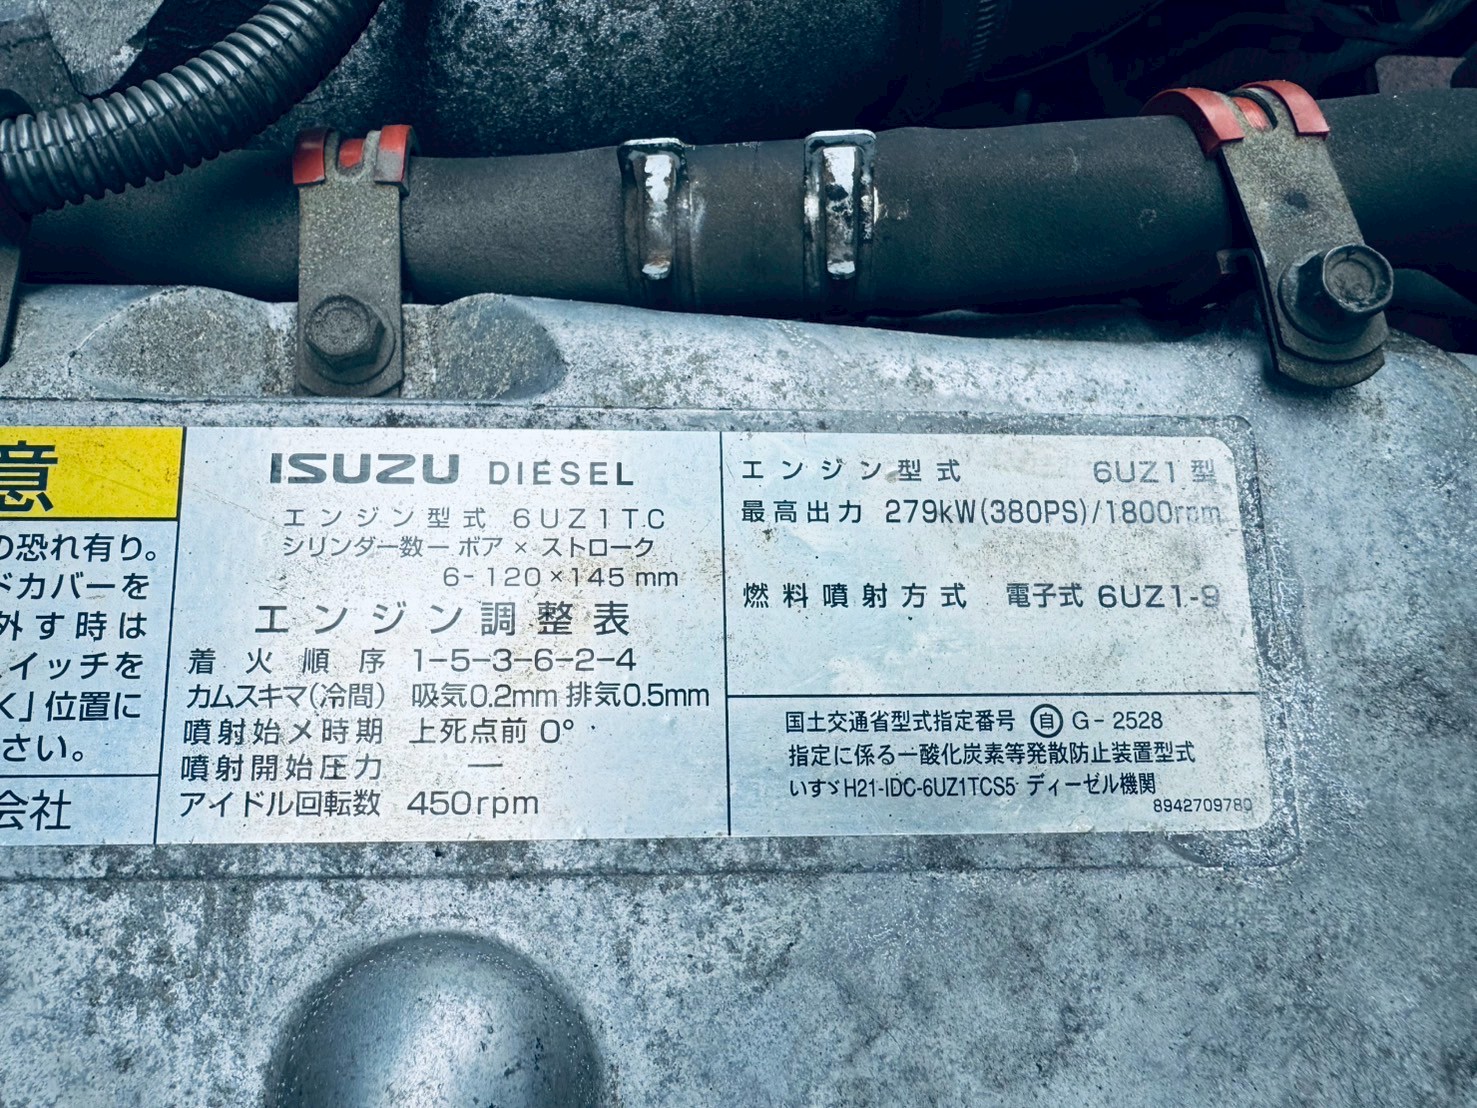 意
の恐れ有り。
ドカバーを
外す時は
イッチを
く」位置に
さい。
会社
ISUZU DIESEL
エンジン型式 6UZ1TC
シリンダー数ー ボア × ストローク
6-120×145 mm
エンジン調整表
着火順序 1-5-3-6-2-4
カムスキマ(冷間) 吸気0.2mm 排気0.5mm
噴射始メ時期 上死点前 0°
噴射開始圧力 —
アイドル回転数 450rpm
エンジン型式 6UZ1型
最高出力 279kW(380PS)/1800rpm
燃料噴射方式 電子式 6UZ1-9
国土交通省型式指定番号 自 G-2528
指定に係る一酸化炭素等発散防止装置型式
いすゞH21-IDC-6UZ1TCS5 ディーゼル機関
8942709780